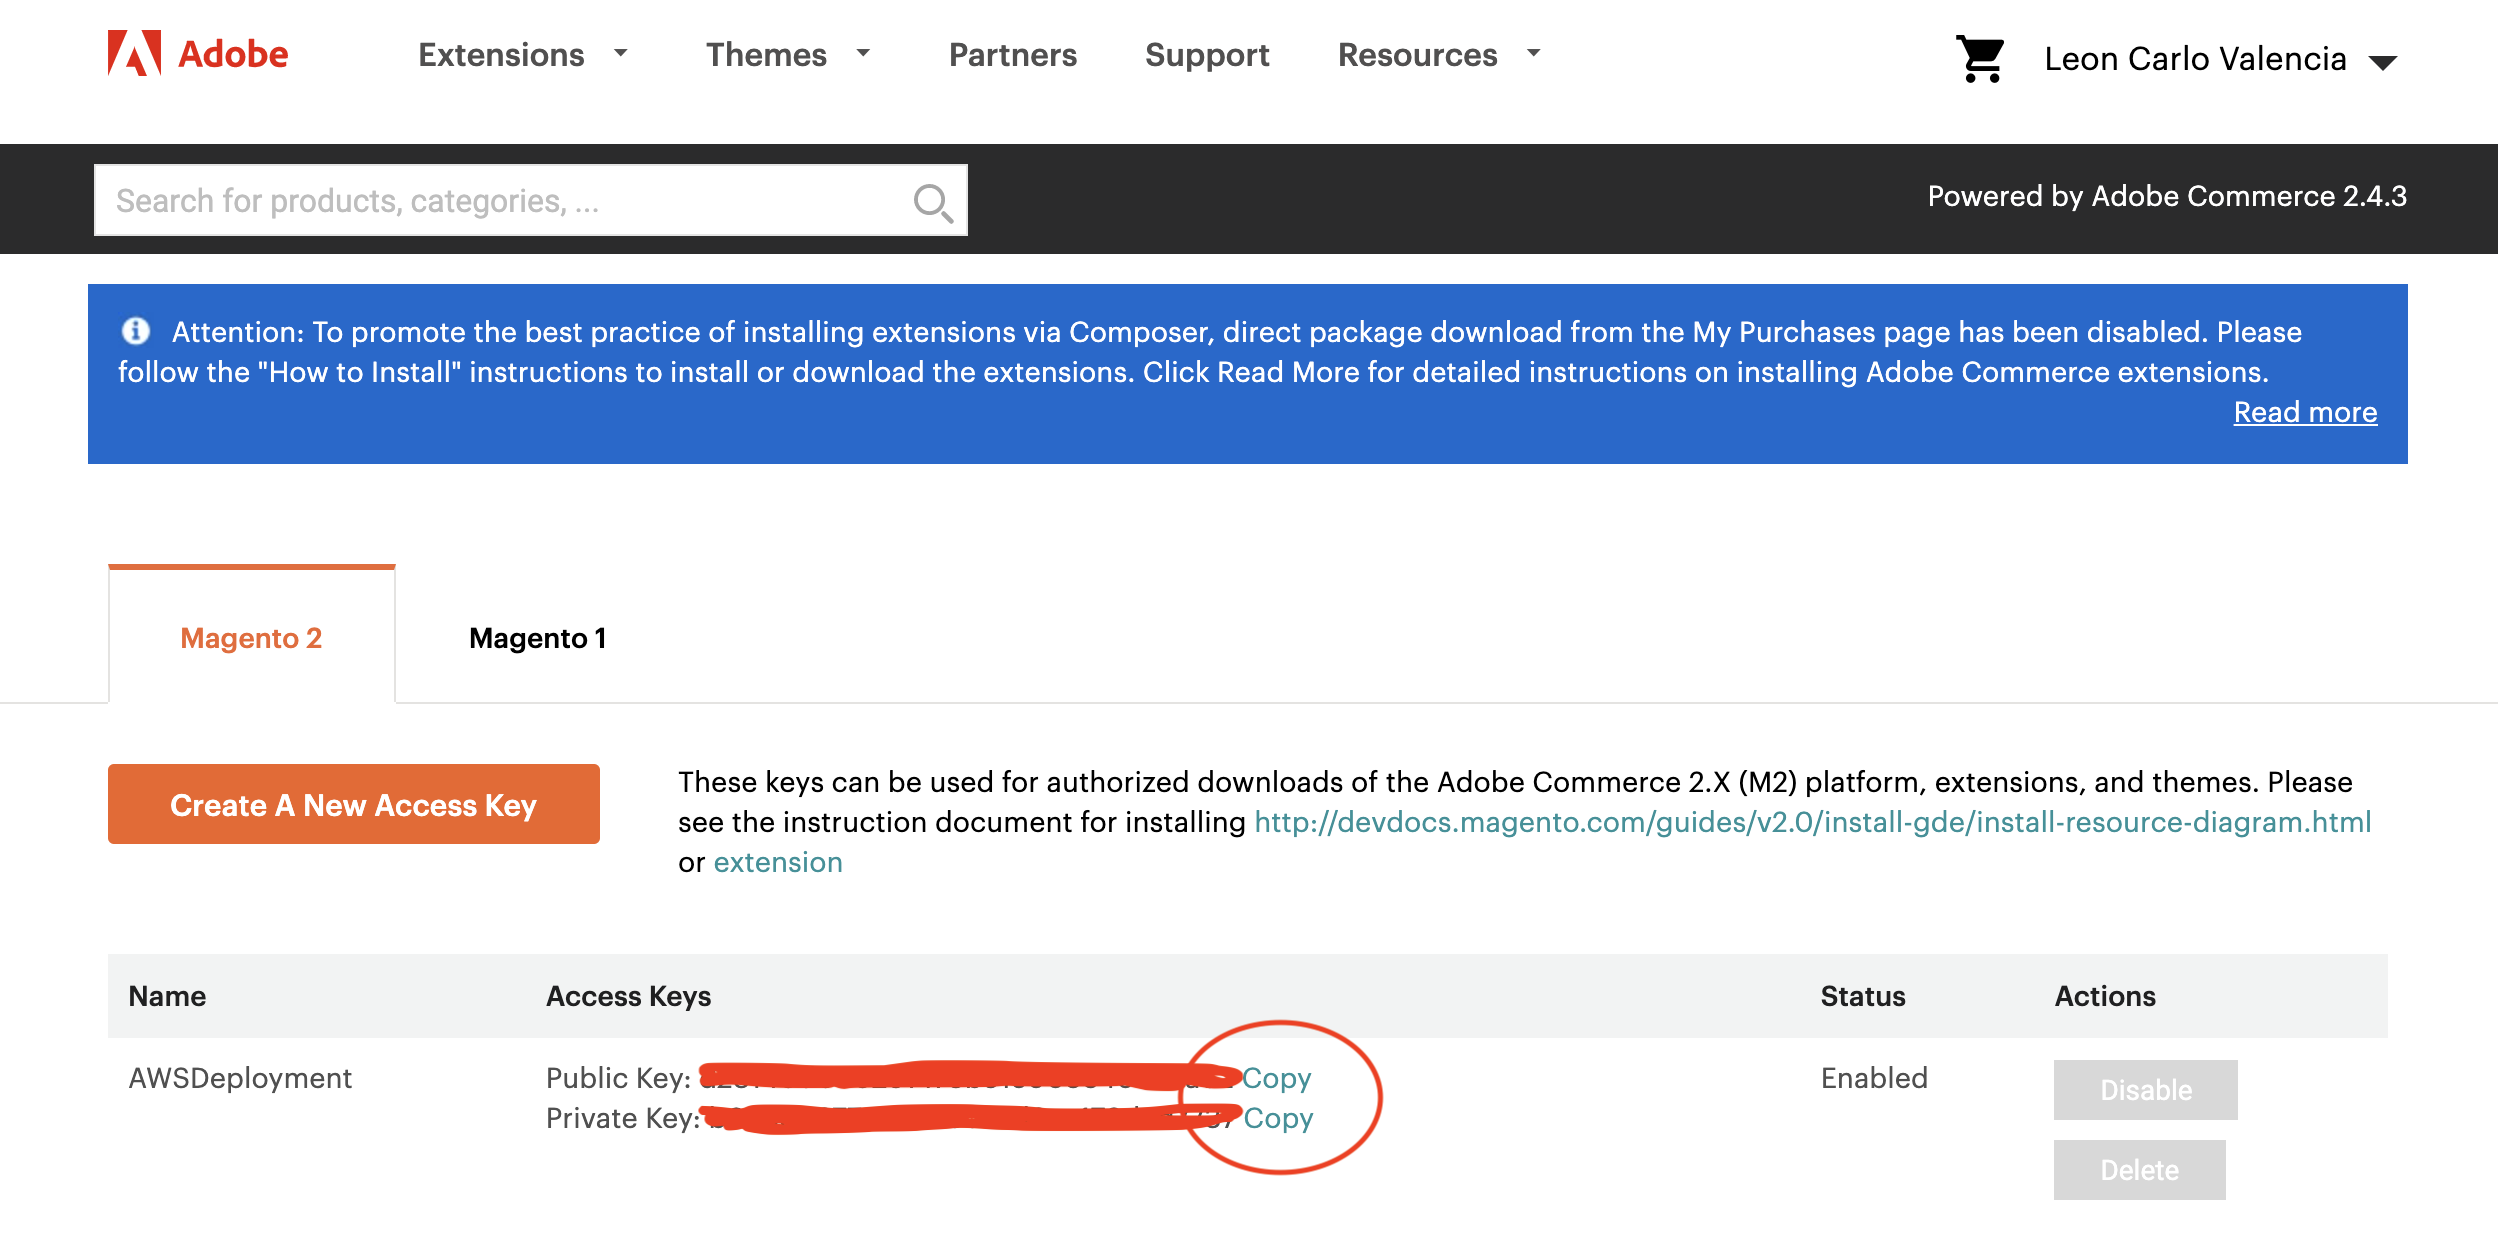 Adobe
Extensions
Themes
Partners
Support
Resources
Leon Carlo Valencia
Search for products, categories, ...
Powered by Adobe Commerce 2.4.3
Attention: To promote the best practice of installing extensions via Composer, direct package download from the My Purchases page has been disabled. Please
follow the "How to Install" instructions to install or download the extensions. Click Read More for detailed instructions on installing Adobe Commerce extensions.
Read more
Magento 2
Magento 1
Create A New Access Key
These keys can be used for authorized downloads of the Adobe Commerce 2.X (M2) platform, extensions, and themes. Please
see the instruction document for installing http://devdocs.magento.com/guides/v2.0/install-gde/install-resource-diagram.html
or extension
Name
Access Keys
Status
Actions
AWSDeployment
Public Key: Copy
Private Key: Copy
Enabled
Disable
Delete